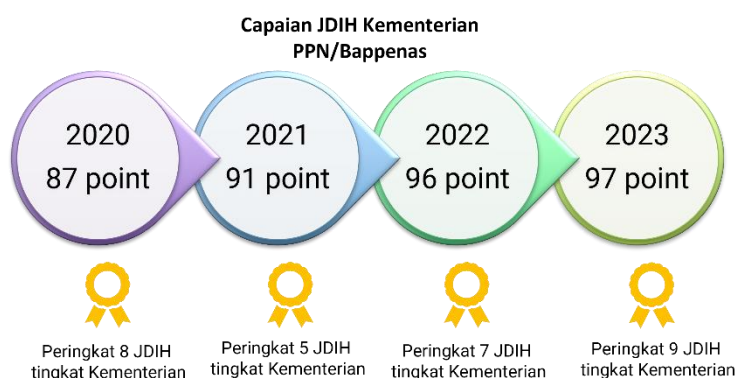 Capaian JDIH Kementerian
PPN/Bappenas
2020
87 point
2021
91 point
2022
96 point
2023
97 point
Peringkat 8 JDIH
tingkat Kementerian
Peringkat 5 JDIH
tingkat Kementerian
Peringkat 7 JDIH
tingkat Kementerian
Peringkat 9 JDIH
tingkat Kementerian